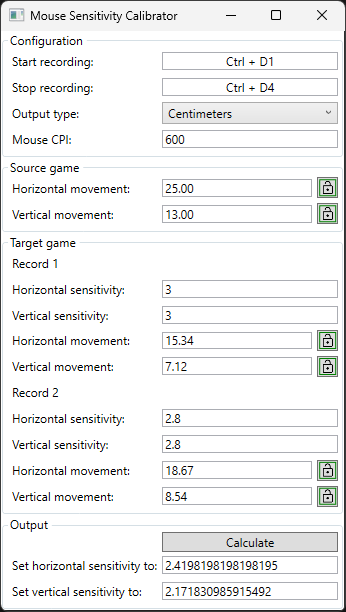 Mouse Sensitivity Calibrator
Configuration
Start recording: Ctrl + D1
Stop recording: Ctrl + D4
Output type: Centimeters
Mouse CPI: 600
Source game
Horizontal movement: 25.00
Vertical movement: 13.00
Target game
Record 1
Horizontal sensitivity: 3
Vertical sensitivity: 3
Horizontal movement: 15.34
Vertical movement: 7.12
Record 2
Horizontal sensitivity: 2.8
Vertical sensitivity: 2.8
Horizontal movement: 18.67
Vertical movement: 8.54
Output
Calculate
Set horizontal sensitivity to: 2.4198198198198195
Set vertical sensitivity to: 2.171830985915492